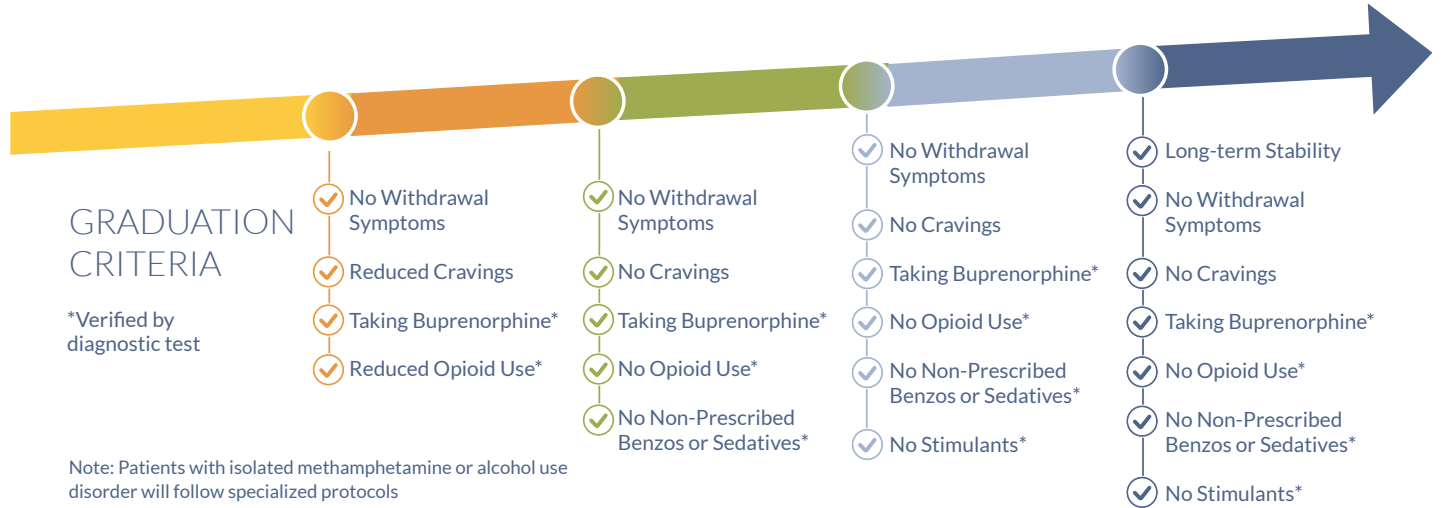 GRADUATION
CRITERIA
*Verified by
diagnostic test
No Withdrawal
Symptoms
Reduced Cravings
Taking Buprenorphine*
Reduced Opioid Use*
No Withdrawal
Symptoms
No Cravings
Taking Buprenorphine*
No Opioid Use*
No Non-Prescribed
Benzos or Sedatives*
No Withdrawal
Symptoms
No Cravings
Taking Buprenorphine*
No Opioid Use*
No Non-Prescribed
Benzos or Sedatives*
No Stimulants*
Long-term Stability
No Withdrawal
Symptoms
No Cravings
Taking Buprenorphine*
No Opioid Use*
No Non-Prescribed
Benzos or Sedatives*
No Stimulants*
Note: Patients with isolated methamphetamine or alcohol use
disorder will follow specialized protocols